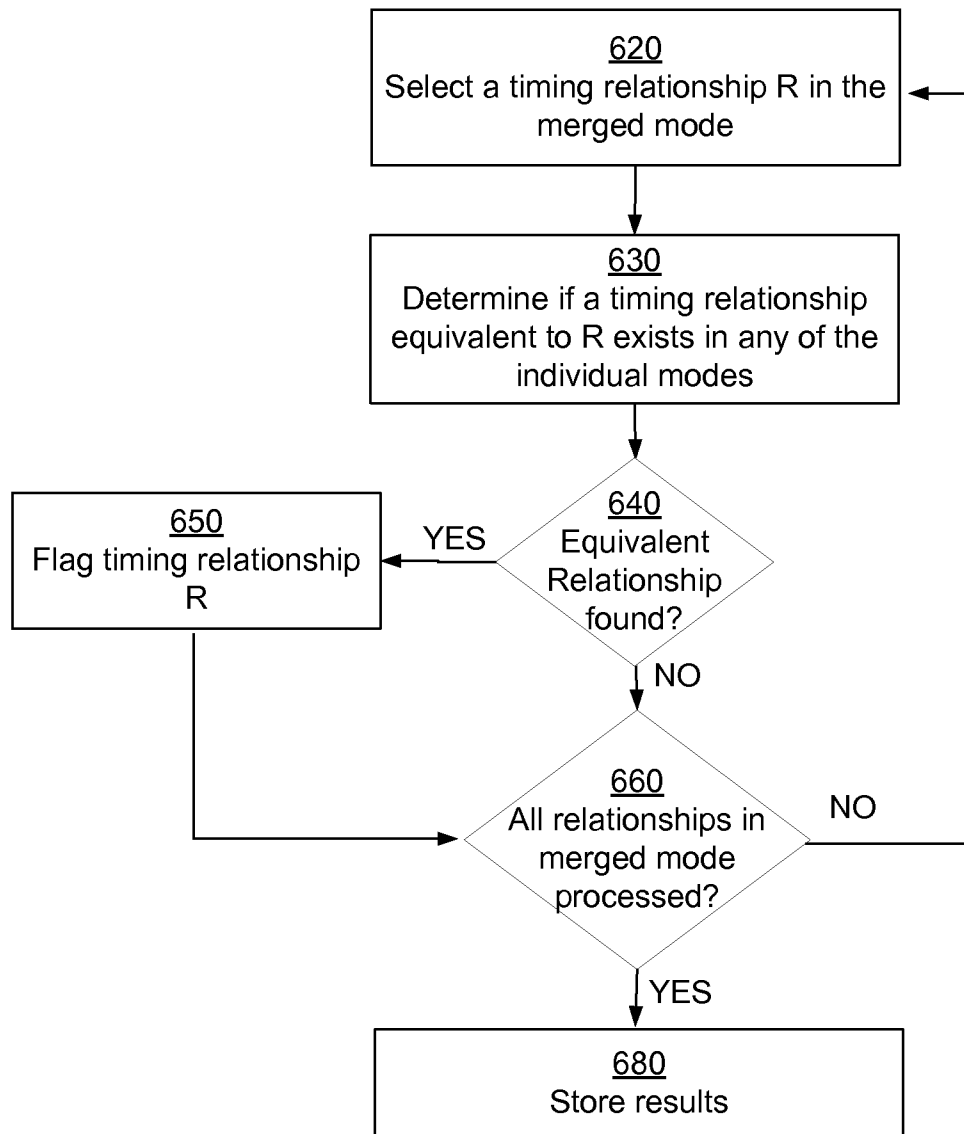 620
Select a timing relationship R in the
merged mode
630
Determine if a timing relationship
equivalent to R exists in any of the
individual modes
640
Equivalent
Relationship
found?
YES
650
Flag timing relationship
R
NO
660
All relationships in
merged mode
processed?
NO
YES
680
Store results